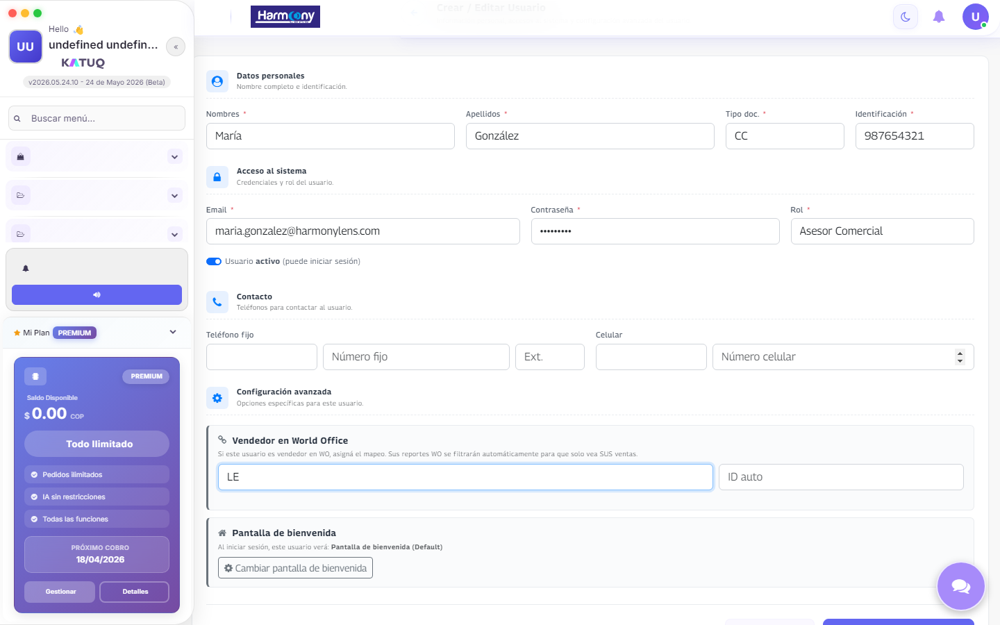 Hello 👋
UU
undefined undefin...
«
KATUQ
v2026.05.24.10 - 24 de Mayo 2026 (Beta)
Buscar menú...
Mi Plan PREMIUM
PREMIUM
Saldo Disponible
$ 0.00 COP
Todo Ilimitado
Pedidos ilimitados
IA sin restricciones
Todas las funciones
PRÓXIMO COBRO
18/04/2026
Gestionar
Detalles
Harmony
Crear / Editar Usuario
U
Datos personales
Nombre completo e identificación.
Nombres *
Apellidos *
Tipo doc. *
Identificación *
María
González
CC
987654321
Acceso al sistema
Credenciales y rol del usuario.
Email *
Contraseña *
Rol *
maria.gonzalez@harmonylens.com
•••••••••
Asesor Comercial
Usuario activo (puede iniciar sesión)
Contacto
Teléfonos para contactar al usuario.
Teléfono fijo
Celular
Número fijo
Ext.
Número celular
Configuración avanzada
Opciones específicas para este usuario.
Vendedor en World Office
Si este usuario es vendedor en WO, asigná el mapeo. Sus reportes WO se filtrarán automáticamente para que solo vea SUS ventas.
LE
ID auto
Pantalla de bienvenida
Al iniciar sesión, este usuario verá: Pantalla de bienvenida (Default)
Cambiar pantalla de bienvenida